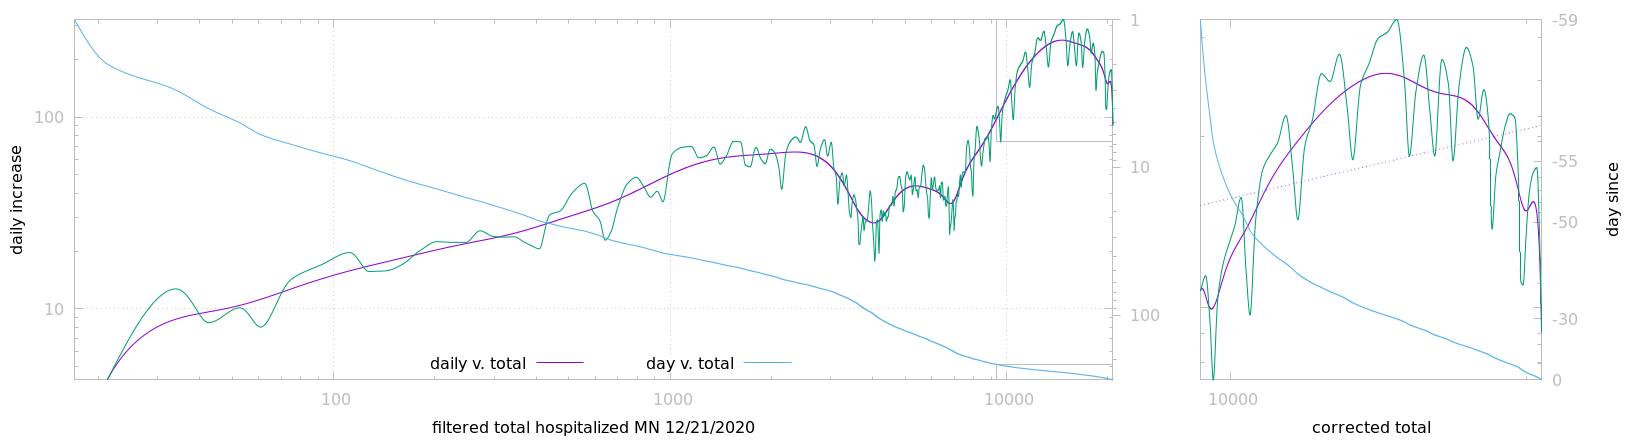 1
-59
100
10
-55
-50
daily increase
day since
10
100
-30
daily v. total
day v. total
0
100
1000
10000
10000
filtered total hospitalized MN 12/21/2020
corrected total